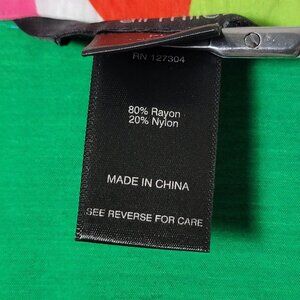 RN 127304
80% Rayon
20% Nylon
MADE IN CHINA
SEE REVERSE FOR CARE